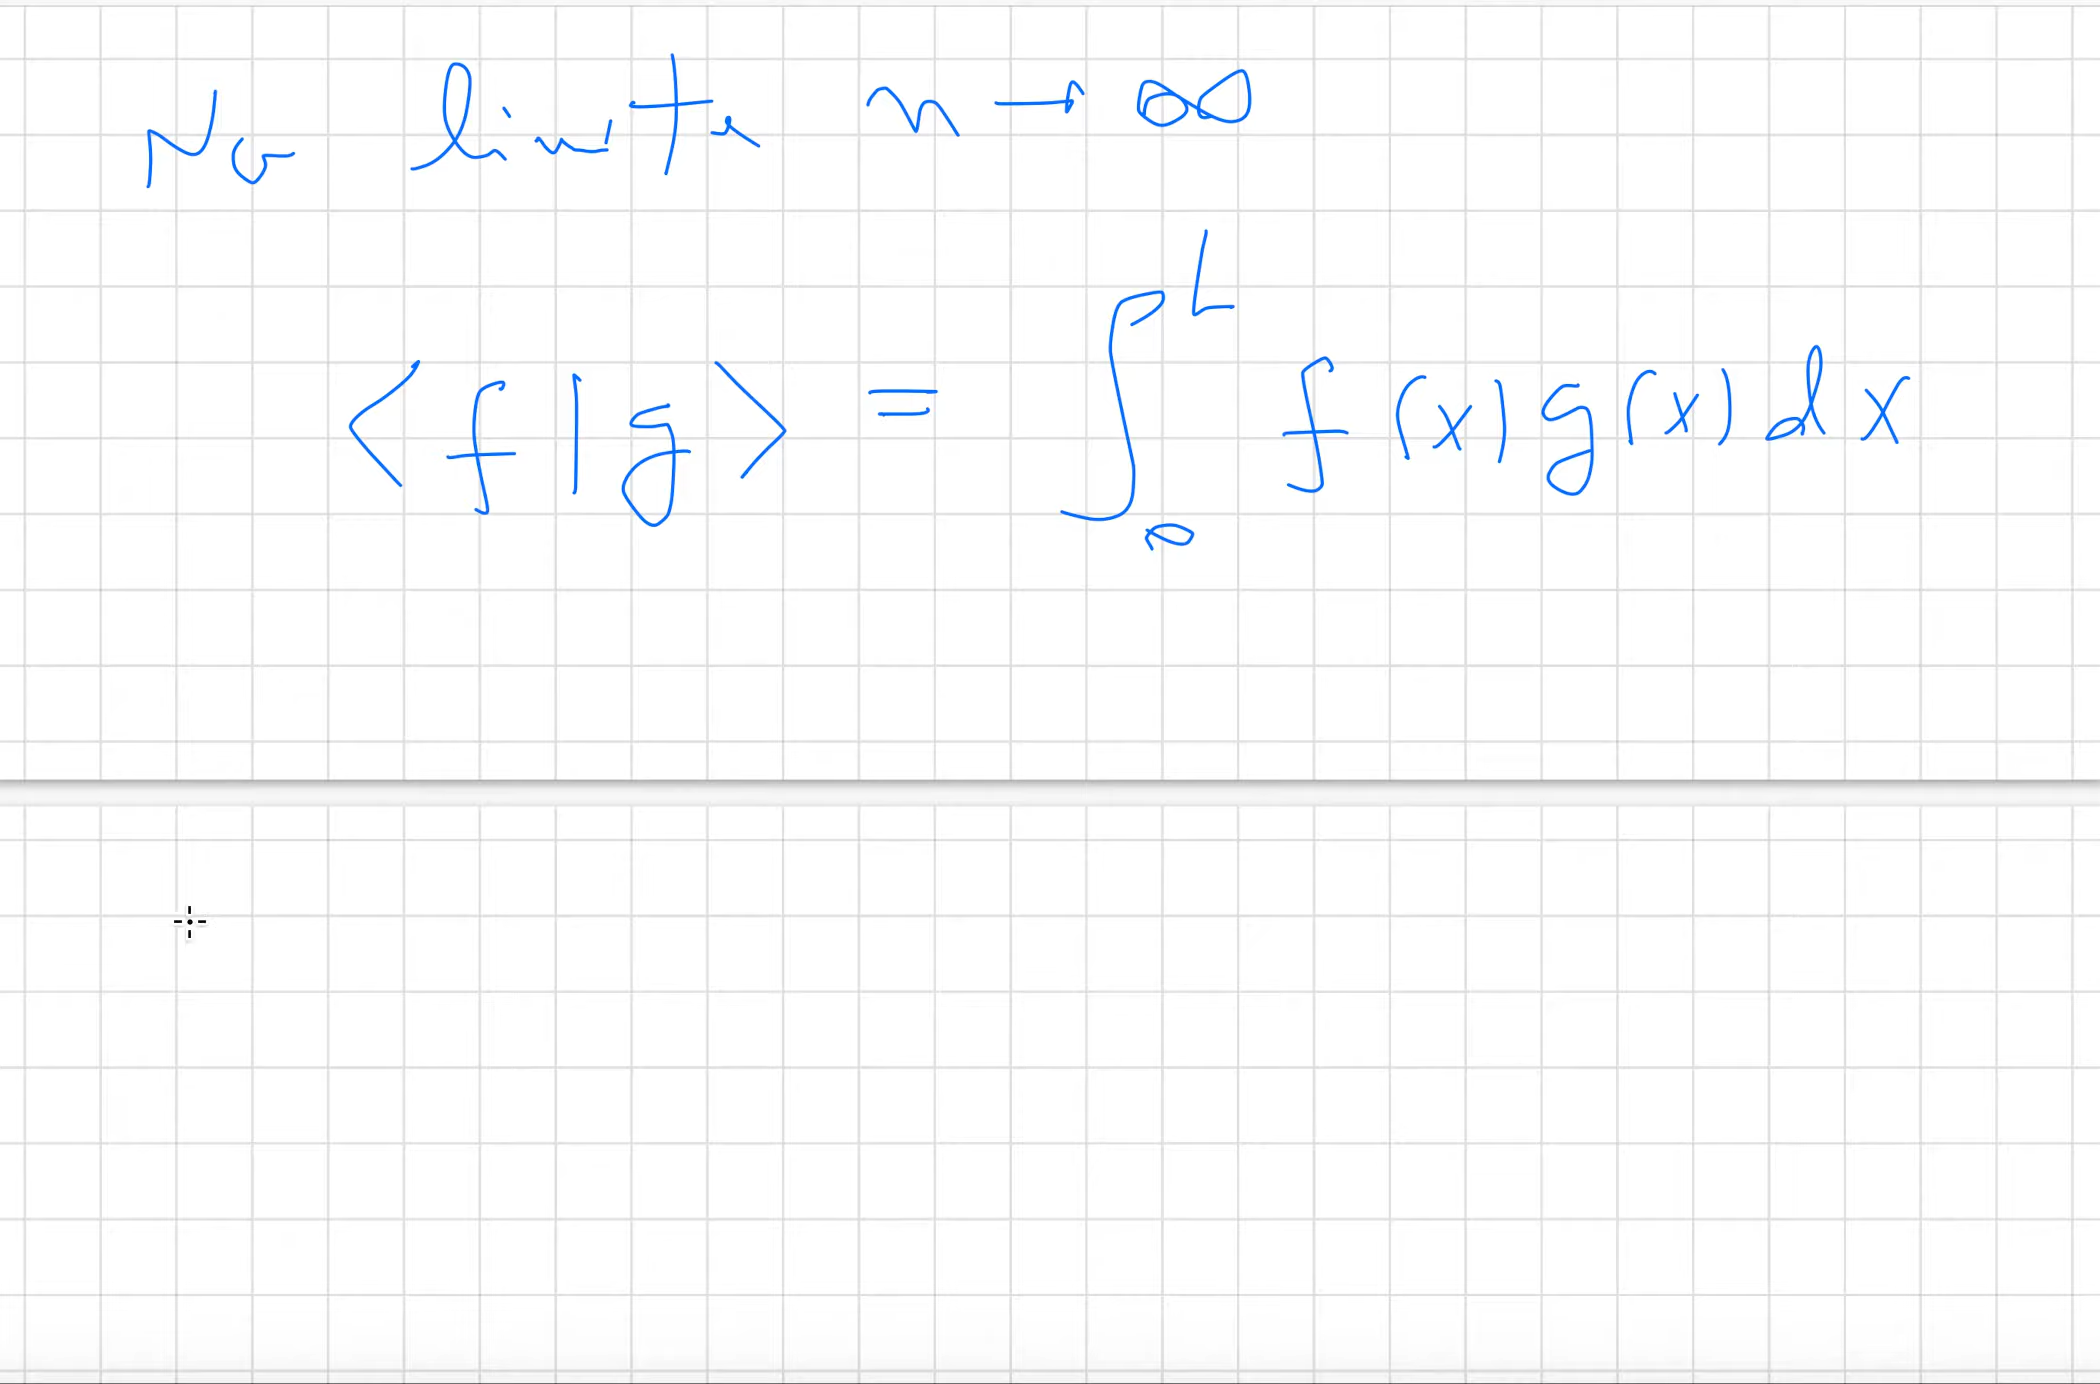 No limite n → ∞
<f|g> = ∫₀ᴸ f(x)g(x)dx